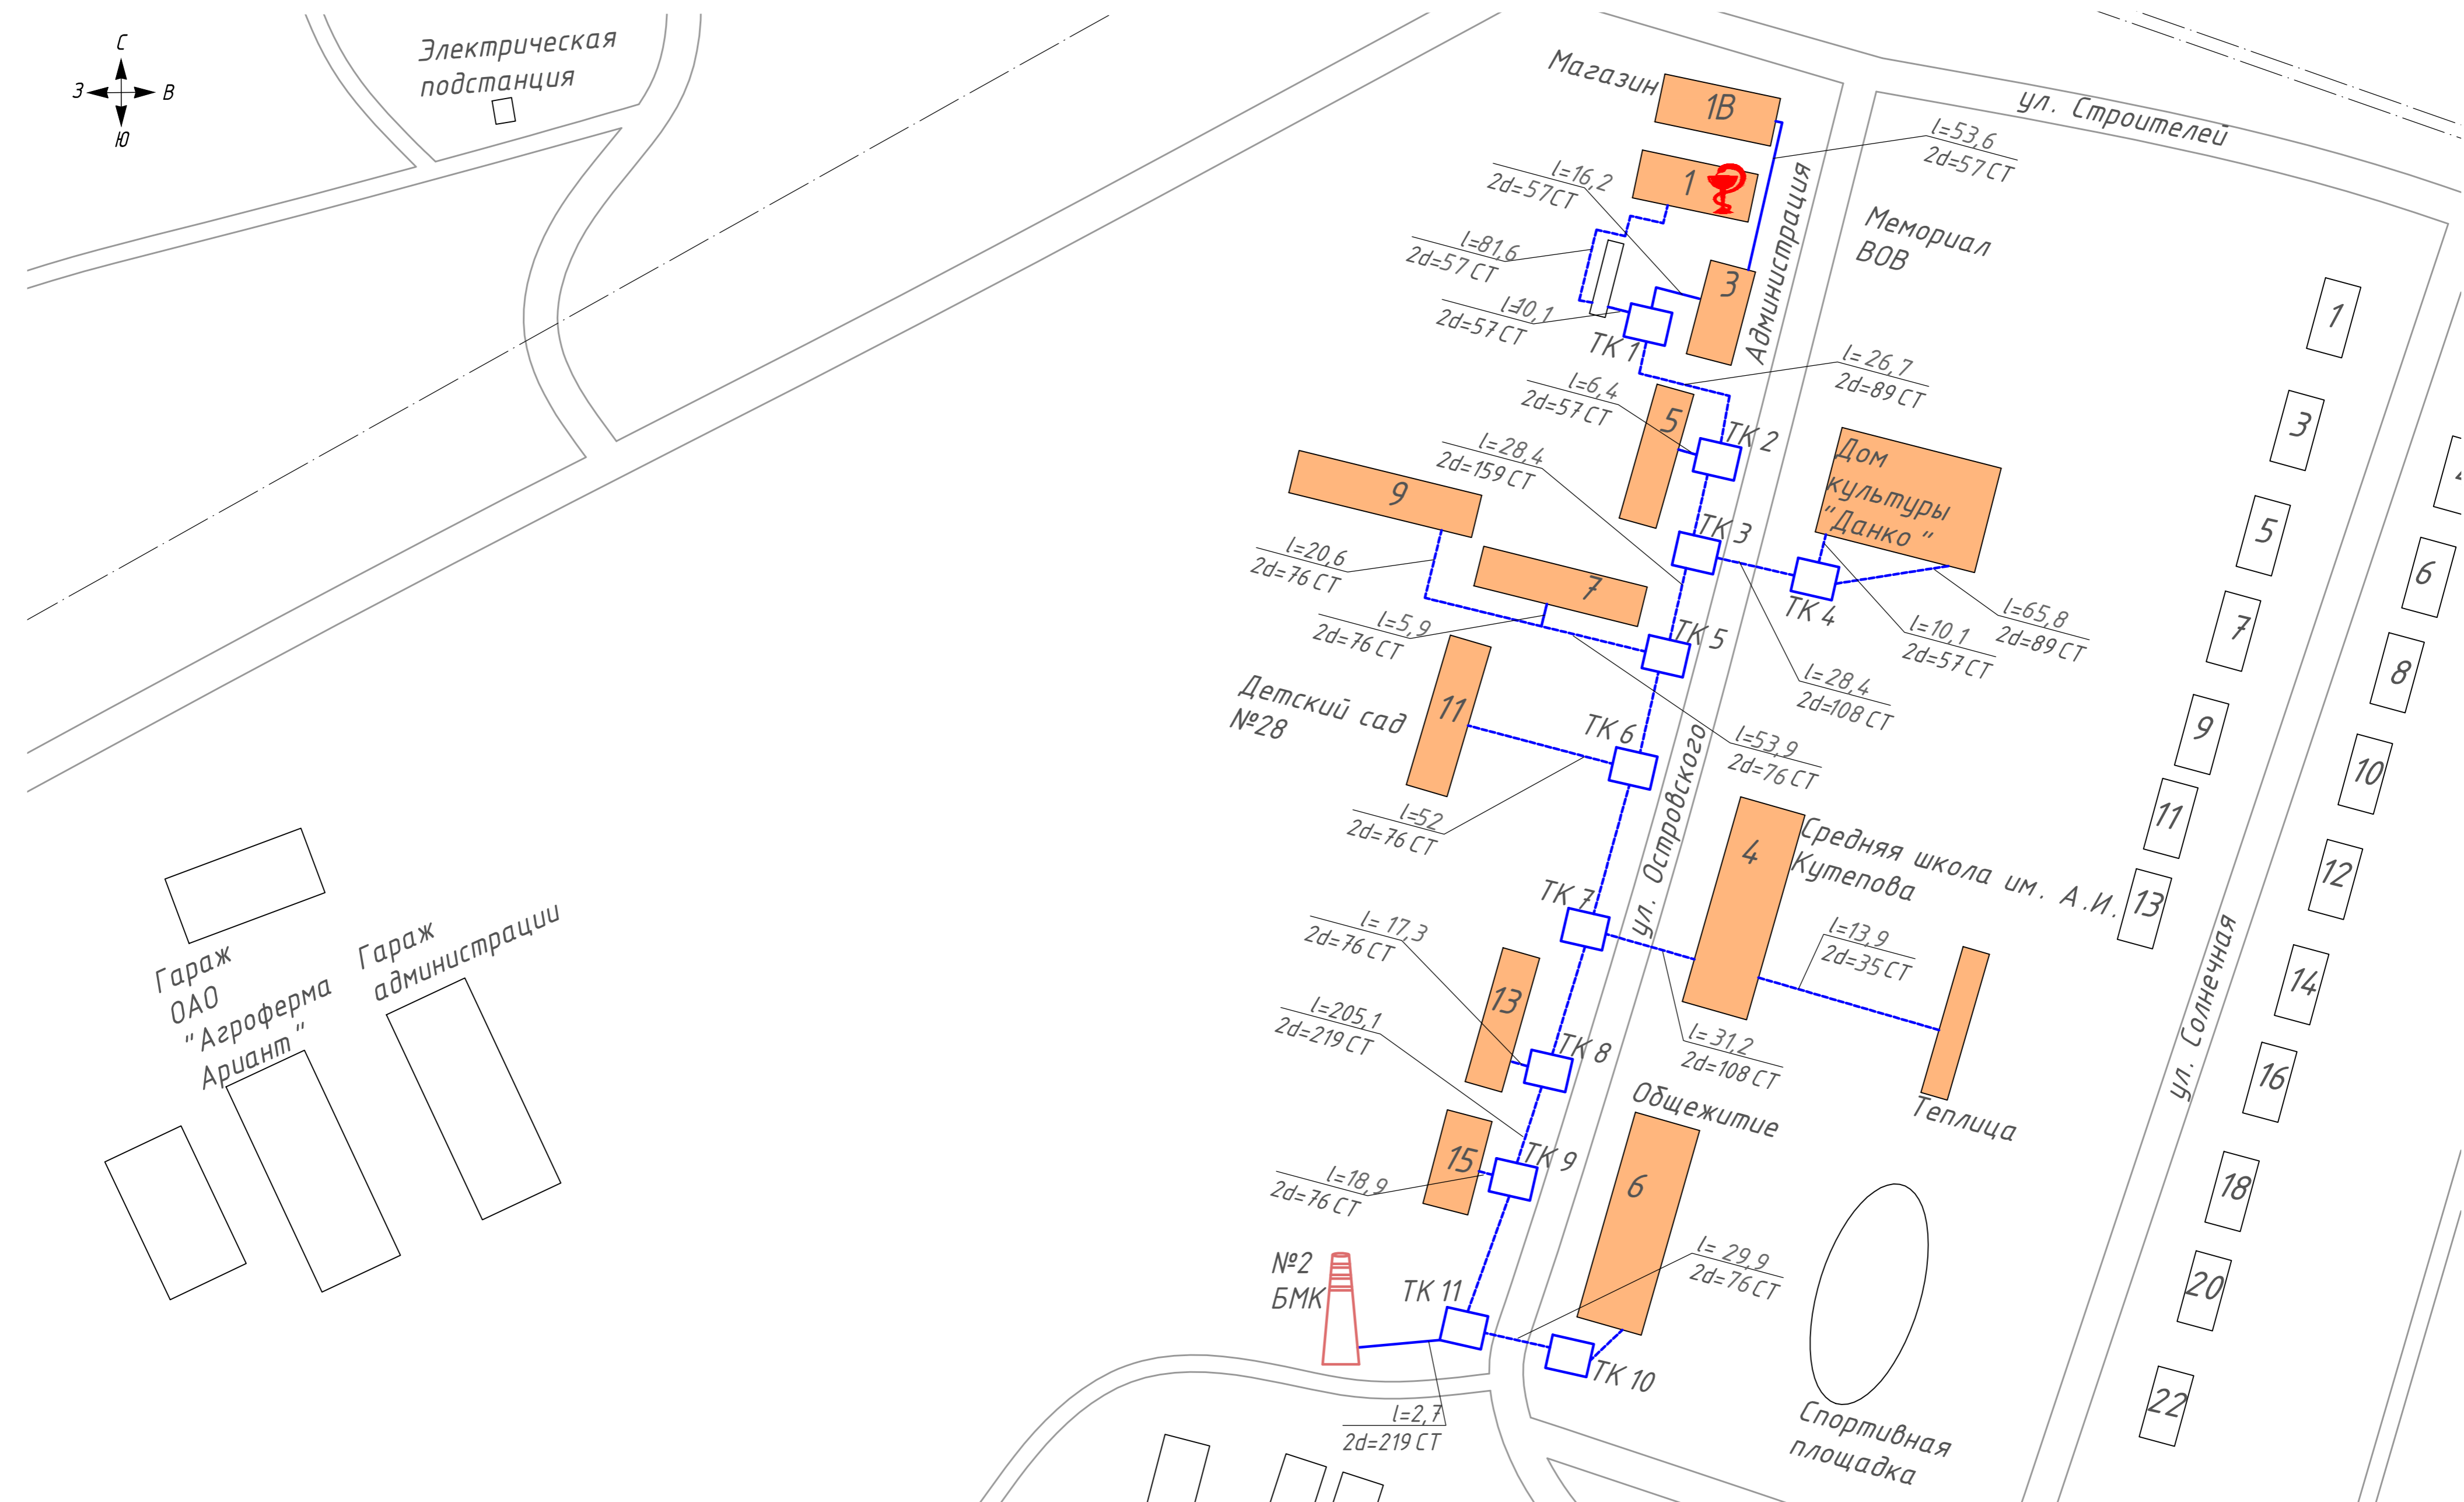 С
З
В
Ю
Электрическая
подстанция
Магазин
1В
1
3
ул. Строителей
Администрация
Мемориал
ВОВ
l=53,6
2d=57 СТ
l=16,2
2d=57СТ
l=81,6
2d=57 СТ
l=10,1
2d=57 СТ
ТК 1
l= 26,7
2d=89 СТ
l=6,4
2d=57 СТ
5
ТК 2
l=28,4
2d=159 СТ
9
Дом
культуры
"Данко "
ТК 3
l=20,6
2d=76 СТ
7
ТК 4
l=5,9
2d=76 СТ
ТК 5
l=10,1
2d=57 СТ
l=65,8
2d=89 СТ
l=28,4
2d=108 СТ
Детский сад
№28
11
ТК 6
l=53,9
2d=76 СТ
l=52
2d=76 СТ
ул. Островского
4
Средняя школа им. А.И.
Кутепова
ТК 7
l= 17,3
2d=76 СТ
l=13,9
2d=35 СТ
13
l=205,1
2d=219 СТ
ТК 8
l= 31,2
2d=108 СТ
Теплица
Общежитие
6
15
ТК 9
l=18,9
2d=76 СТ
№2
БМК
ТК 11
l= 29,9
2d=76 СТ
ТК 10
l=2,7
2d=219 СТ
Спортивная
площадка
Гараж
ОАО
"Агроферма
Ариант"
Гараж
администрации
ул. Солнечная
1
3
5
7
9
11
13
6
8
10
12
14
16
18
20
22